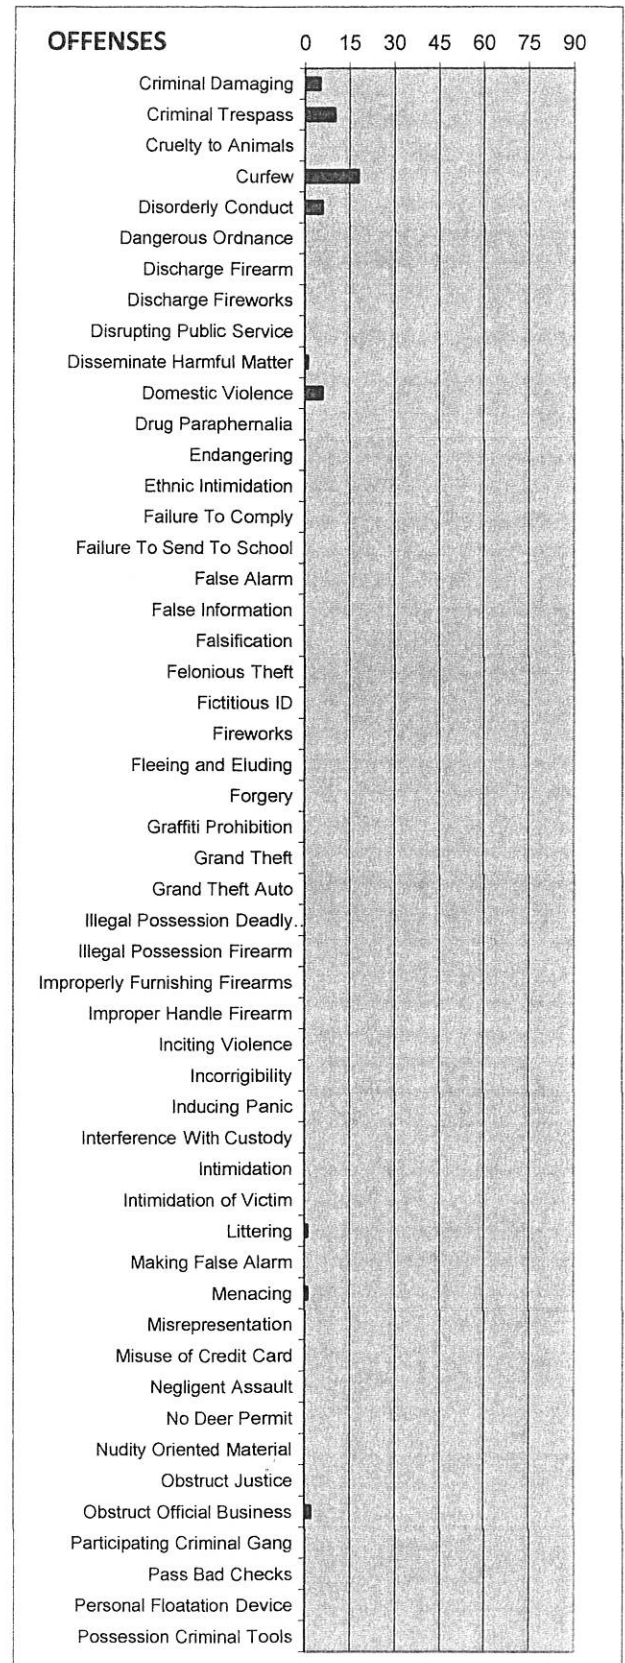 OFFENSES 0 15 30 45 60 75 90
Criminal Damaging
Criminal Trespass
Cruelty to Animals
Curfew
Disorderly Conduct
Dangerous Ordnance
Discharge Firearm
Discharge Fireworks
Disrupting Public Service
Disseminate Harmful Matter
Domestic Violence
Drug Paraphernalia
Endangering
Ethnic Intimidation
Failure To Comply
Failure To Send To School
False Alarm
False Information
Falsification
Felonious Theft
Fictitious ID
Fireworks
Fleeing and Eluding
Forgery
Graffiti Prohibition
Grand Theft
Grand Theft Auto
Illegal Possession Deadly..
Illegal Possession Firearm
Improperly Furnishing Firearms
Improper Handle Firearm
Inciting Violence
Incorrigibility
Inducing Panic
Interference With Custody
Intimidation
Intimidation of Victim
Littering
Making False Alarm
Menacing
Misrepresentation
Misuse of Credit Card
Negligent Assault
No Deer Permit
Nudity Oriented Material
Obstruct Justice
Obstruct Official Business
Participating Criminal Gang
Pass Bad Checks
Personal Floatation Device
Possession Criminal Tools